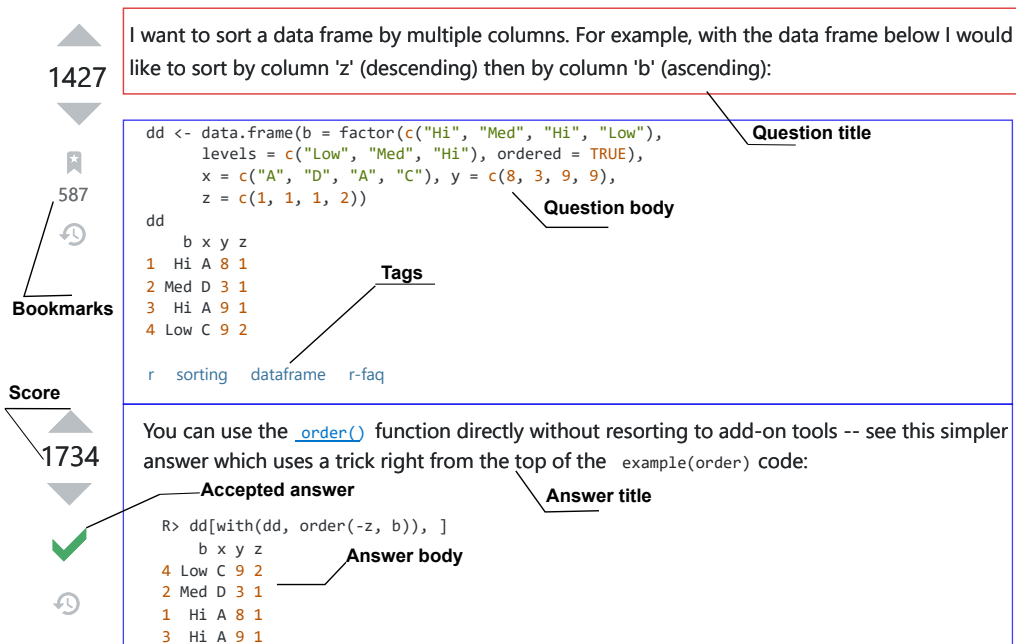 I want to sort a data frame by multiple columns. For example, with the data frame below I would
like to sort by column 'z' (descending) then by column 'b' (ascending):
1427
dd <- data.frame(b = factor(c("Hi", "Med", "Hi", "Low"),
levels = c("Low", "Med", "Hi"), ordered = TRUE),
x = c("A", "D", "A", "C"), y = c(8, 3, 9, 9),
z = c(1, 1, 1, 2))
Question title
587
Question body
dd
b x y z
1 Hi A 8 1
2 Med D 3 1
3 Hi A 9 1
4 Low C 9 2
Tags
Bookmarks
r sorting dataframe r-faq
Score
1734
You can use the order() function directly without resorting to add-on tools -- see this simpler
answer which uses a trick right from the top of the example(order) code:
Accepted answer
Answer title
R> dd[with(dd, order(-z, b)), ]
b x y z
4 Low C 9 2
2 Med D 3 1
1 Hi A 8 1
3 Hi A 9 1
Answer body